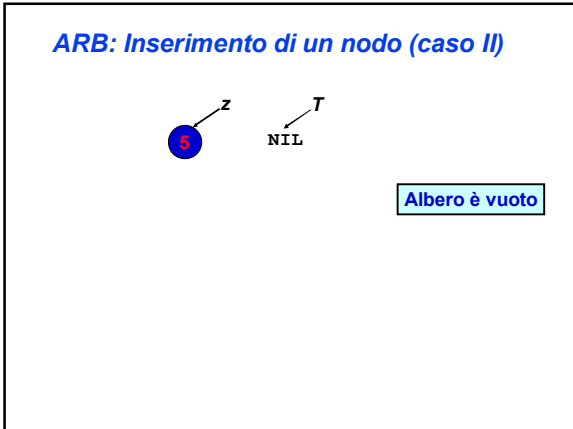 ARB: Inserimento di un nodo (caso II)
z
T
5
NIL
Albero è vuoto